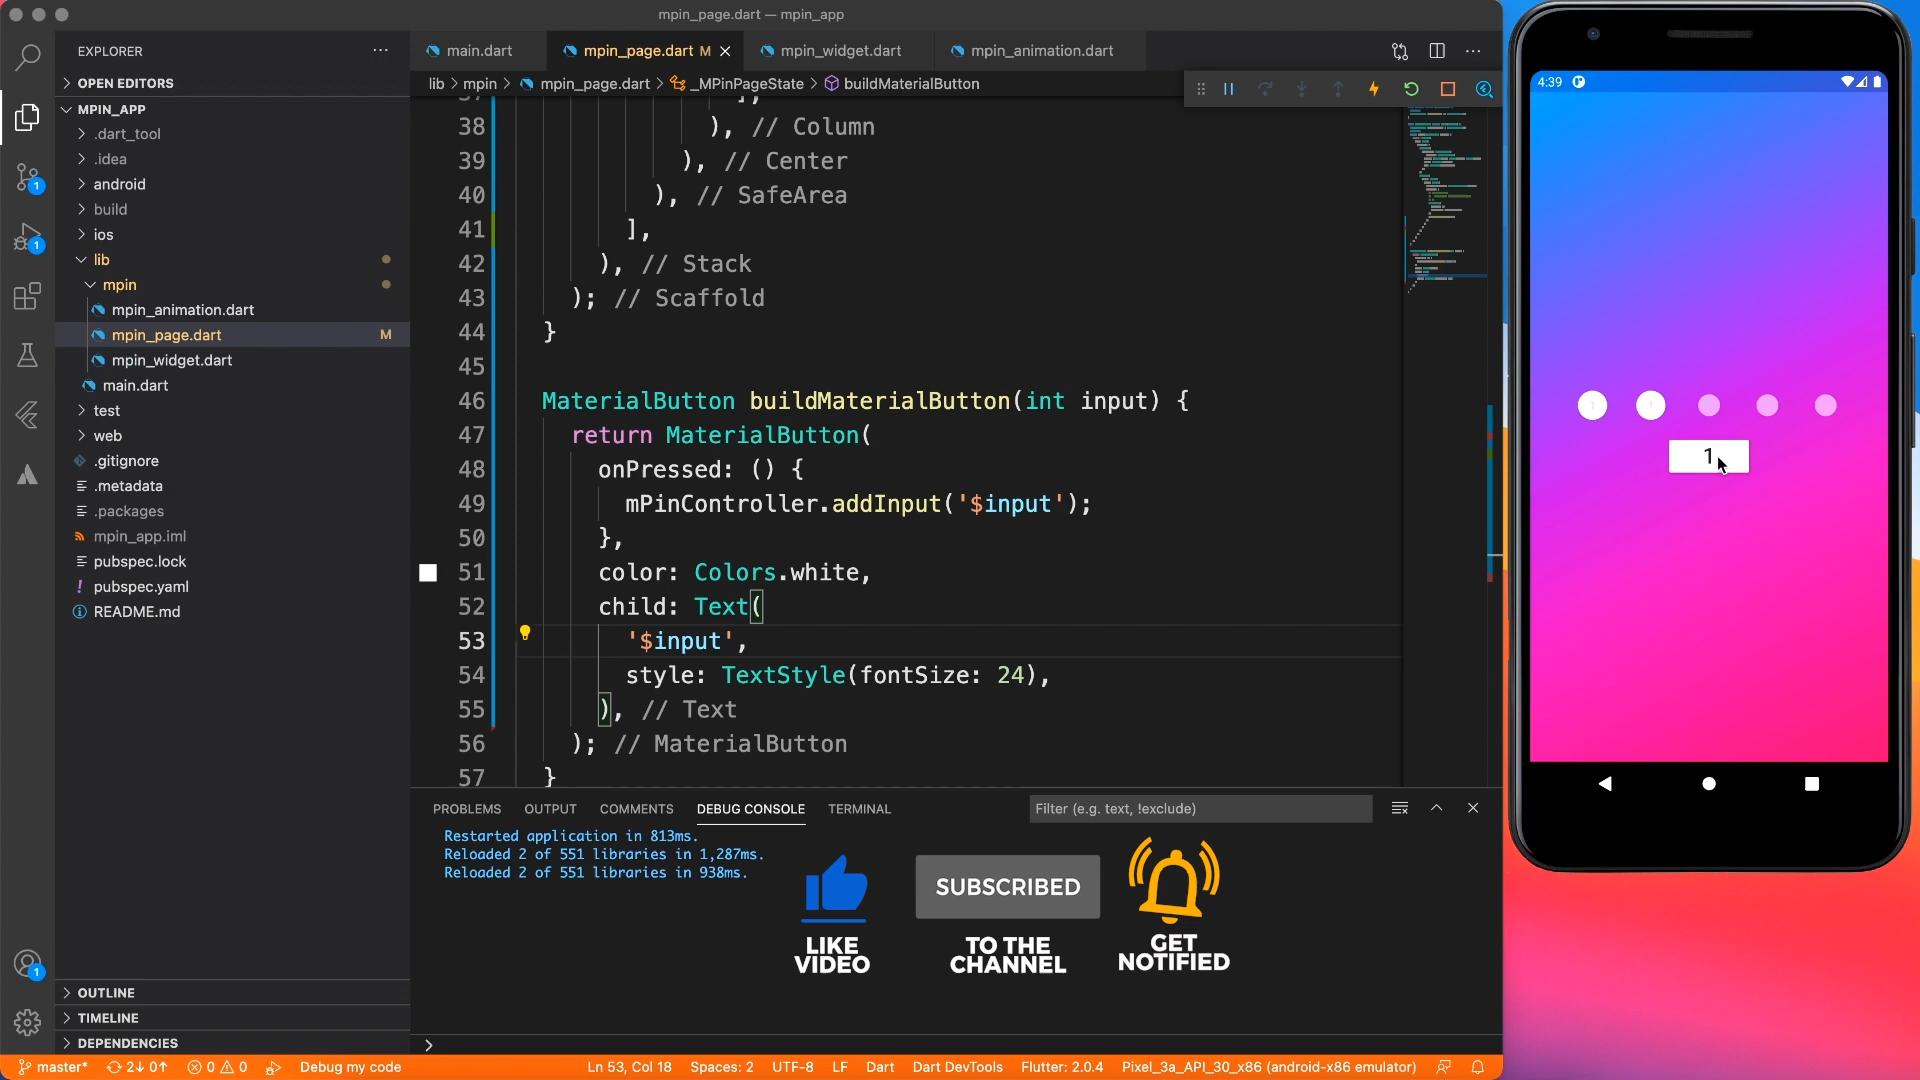 mpin_page.dart — mpin_app
EXPLORER
OPEN EDITORS
MPIN_APP
.dart_tool
.idea
android
build
ios
lib
mpin
mpin_animation.dart
mpin_page.dart M
mpin_widget.dart
main.dart
test
web
.gitignore
.metadata
.packages
mpin_app.iml
pubspec.lock
pubspec.yaml
README.md
OUTLINE
TIMELINE
DEPENDENCIES
1
1
1
main.dart
mpin_page.dart M
mpin_widget.dart
mpin_animation.dart
lib > mpin > mpin_page.dart > _MPinPageState > buildMaterialButton
37 ],
38 ), // Column
39 ), // Center
40 ), // SafeArea
41 ],
42 ), // Stack
43 ); // Scaffold
44 }
45
46 MaterialButton buildMaterialButton(int input) {
47 return MaterialButton(
48 onPressed: () {
49 mPinController.addInput('$input');
50 },
51 color: Colors.white,
52 child: Text(
53 '$input',
54 style: TextStyle(fontSize: 24),
55 ), // Text
56 ); // MaterialButton
57 }
PROBLEMS OUTPUT COMMENTS DEBUG CONSOLE TERMINAL
Filter (e.g. text, !exclude)
Restarted application in 813ms.
Reloaded 2 of 551 libraries in 1,287ms.
Reloaded 2 of 551 libraries in 938ms.
LIKE
VIDEO
SUBSCRIBED
TO THE
CHANNEL
GET
NOTIFIED
master* 2↓ 0↑ 0 0 Debug my code
Ln 53, Col 18 Spaces: 2 UTF-8 LF Dart Dart DevTools Flutter: 2.0.4 Pixel_3a_API_30_x86 (android-x86 emulator)
4:39
1